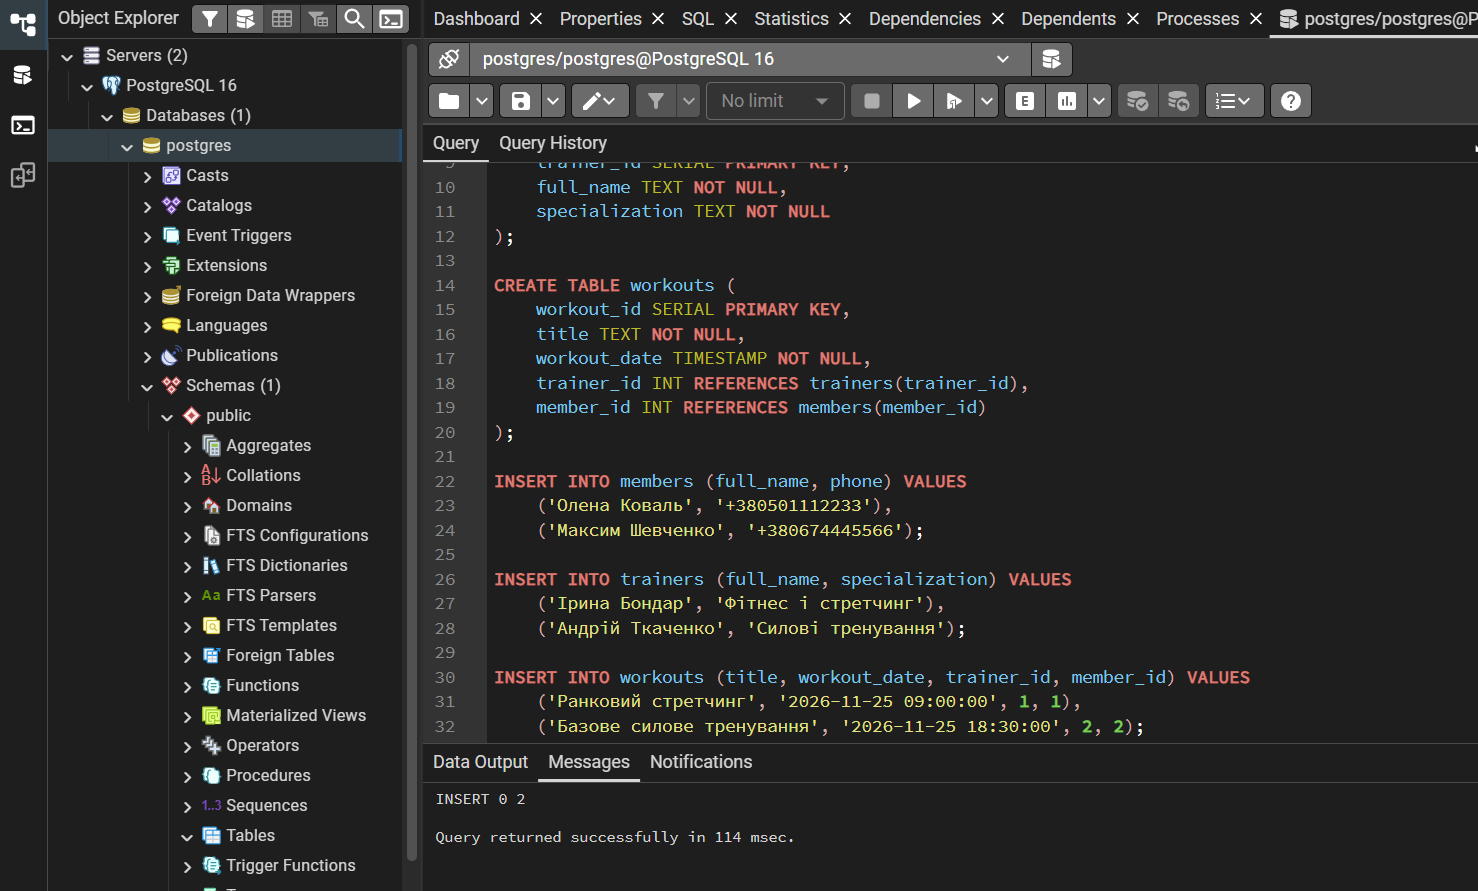 Object Explorer
Servers (2)
PostgreSQL 16
Databases (1)
postgres
Casts
Catalogs
Event Triggers
Extensions
Foreign Data Wrappers
Languages
Publications
Schemas (1)
public
Aggregates
Collations
Domains
FTS Configurations
FTS Dictionaries
Aa FTS Parsers
FTS Templates
Foreign Tables
Functions
Materialized Views
Operators
Procedures
1..3 Sequences
Tables
Trigger Functions
Dashboard Properties SQL Statistics Dependencies Dependents Processes postgres/postgres@P
postgres/postgres@PostgreSQL 16
No limit
Query Query History
9 trainer_id SERIAL PRIMARY KEY,
10 full_name TEXT NOT NULL,
11 specialization TEXT NOT NULL
12 );
13
14 CREATE TABLE workouts (
15 workout_id SERIAL PRIMARY KEY,
16 title TEXT NOT NULL,
17 workout_date TIMESTAMP NOT NULL,
18 trainer_id INT REFERENCES trainers(trainer_id),
19 member_id INT REFERENCES members(member_id)
20 );
21
22 INSERT INTO members (full_name, phone) VALUES
23 ('Олена Коваль', '+380501112233'),
24 ('Максим Шевченко', '+380674445566');
25
26 INSERT INTO trainers (full_name, specialization) VALUES
27 ('Ірина Бондар', 'Фітнес і стретчинг'),
28 ('Андрій Ткаченко', 'Силові тренування');
29
30 INSERT INTO workouts (title, workout_date, trainer_id, member_id) VALUES
31 ('Ранковий стретчинг', '2026-11-25 09:00:00', 1, 1),
32 ('Базове силове тренування', '2026-11-25 18:30:00', 2, 2);
Data Output Messages Notifications
INSERT 0 2
Query returned successfully in 114 msec.